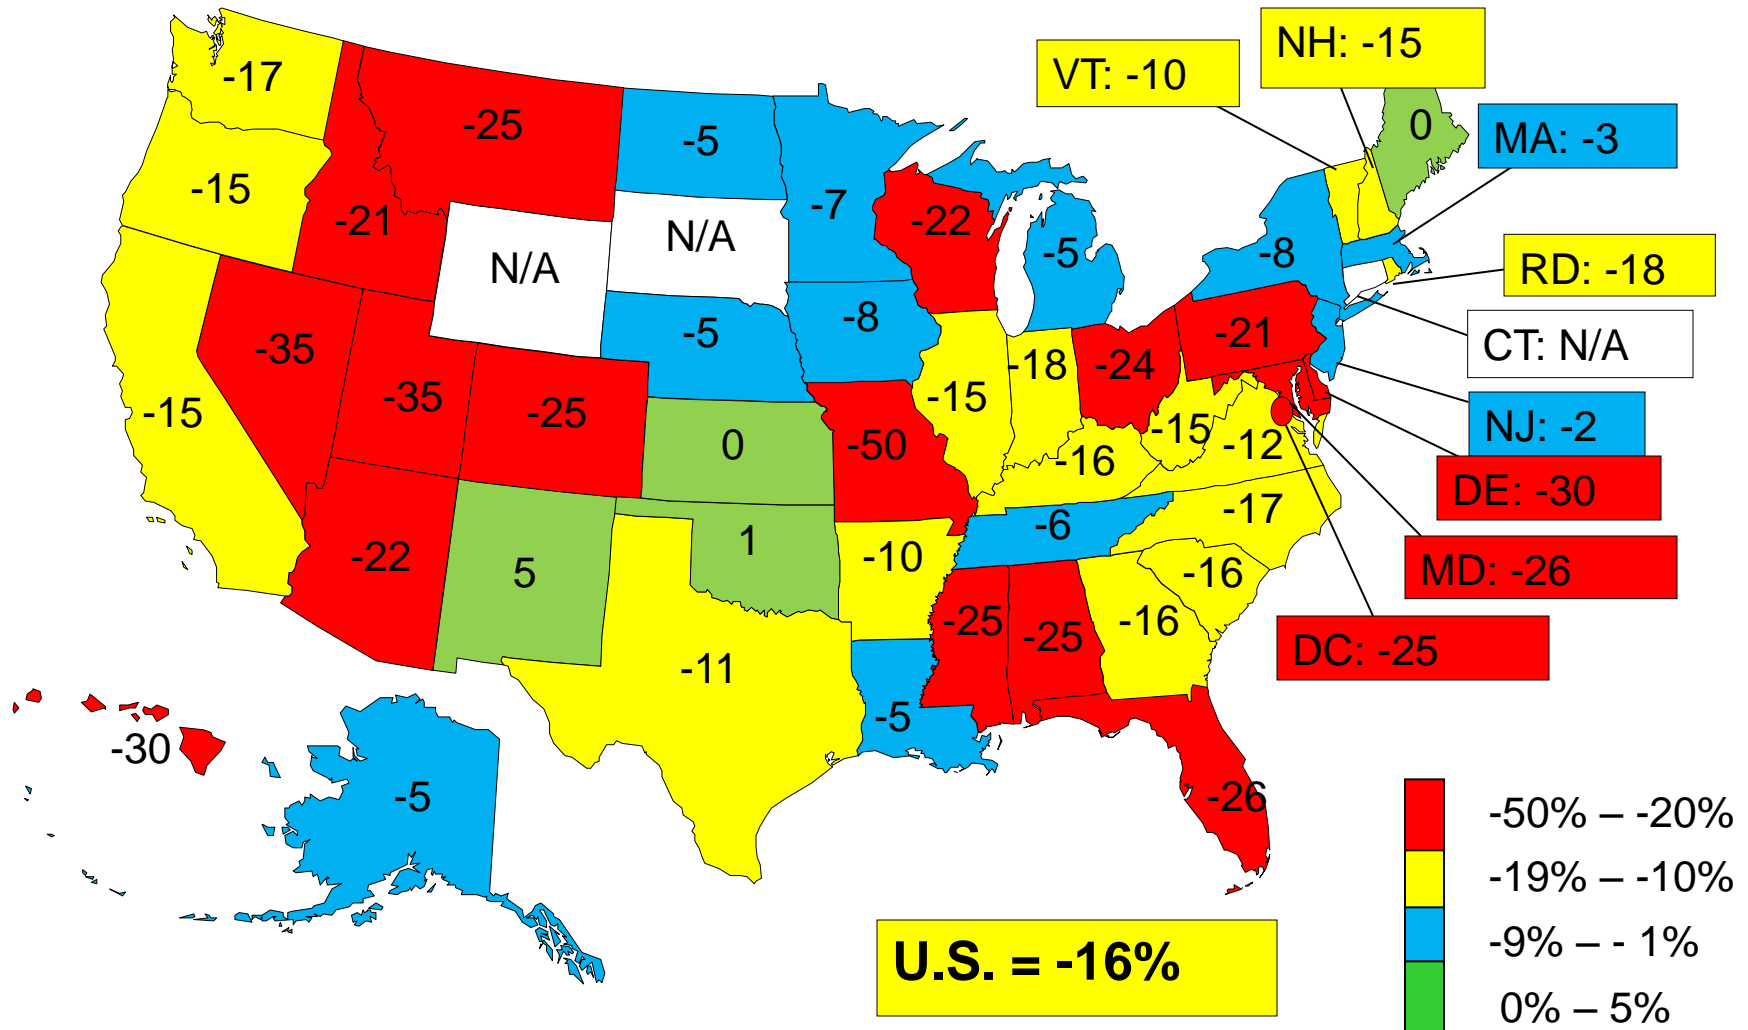 NH: -15
VT: -10
-17
-25
-5
0
MA: -3
-15
-21
-7
-22
N/A
N/A
-5
-8
RD: -18
-35
-5
-8
-21
CT: N/A
-15
-35
-25
-18
-24
0
-50
-15
-16
-15
-12
NJ: -2
DE: -30
-22
5
1
-10
-6
-17
-16
MD: -26
-11
-25
-25
-16
DC: -25
-30
-5
-5
-26
-50% – -20%
-19% – -10%
-9% – - 1%
0% – 5%
U.S. = -16%